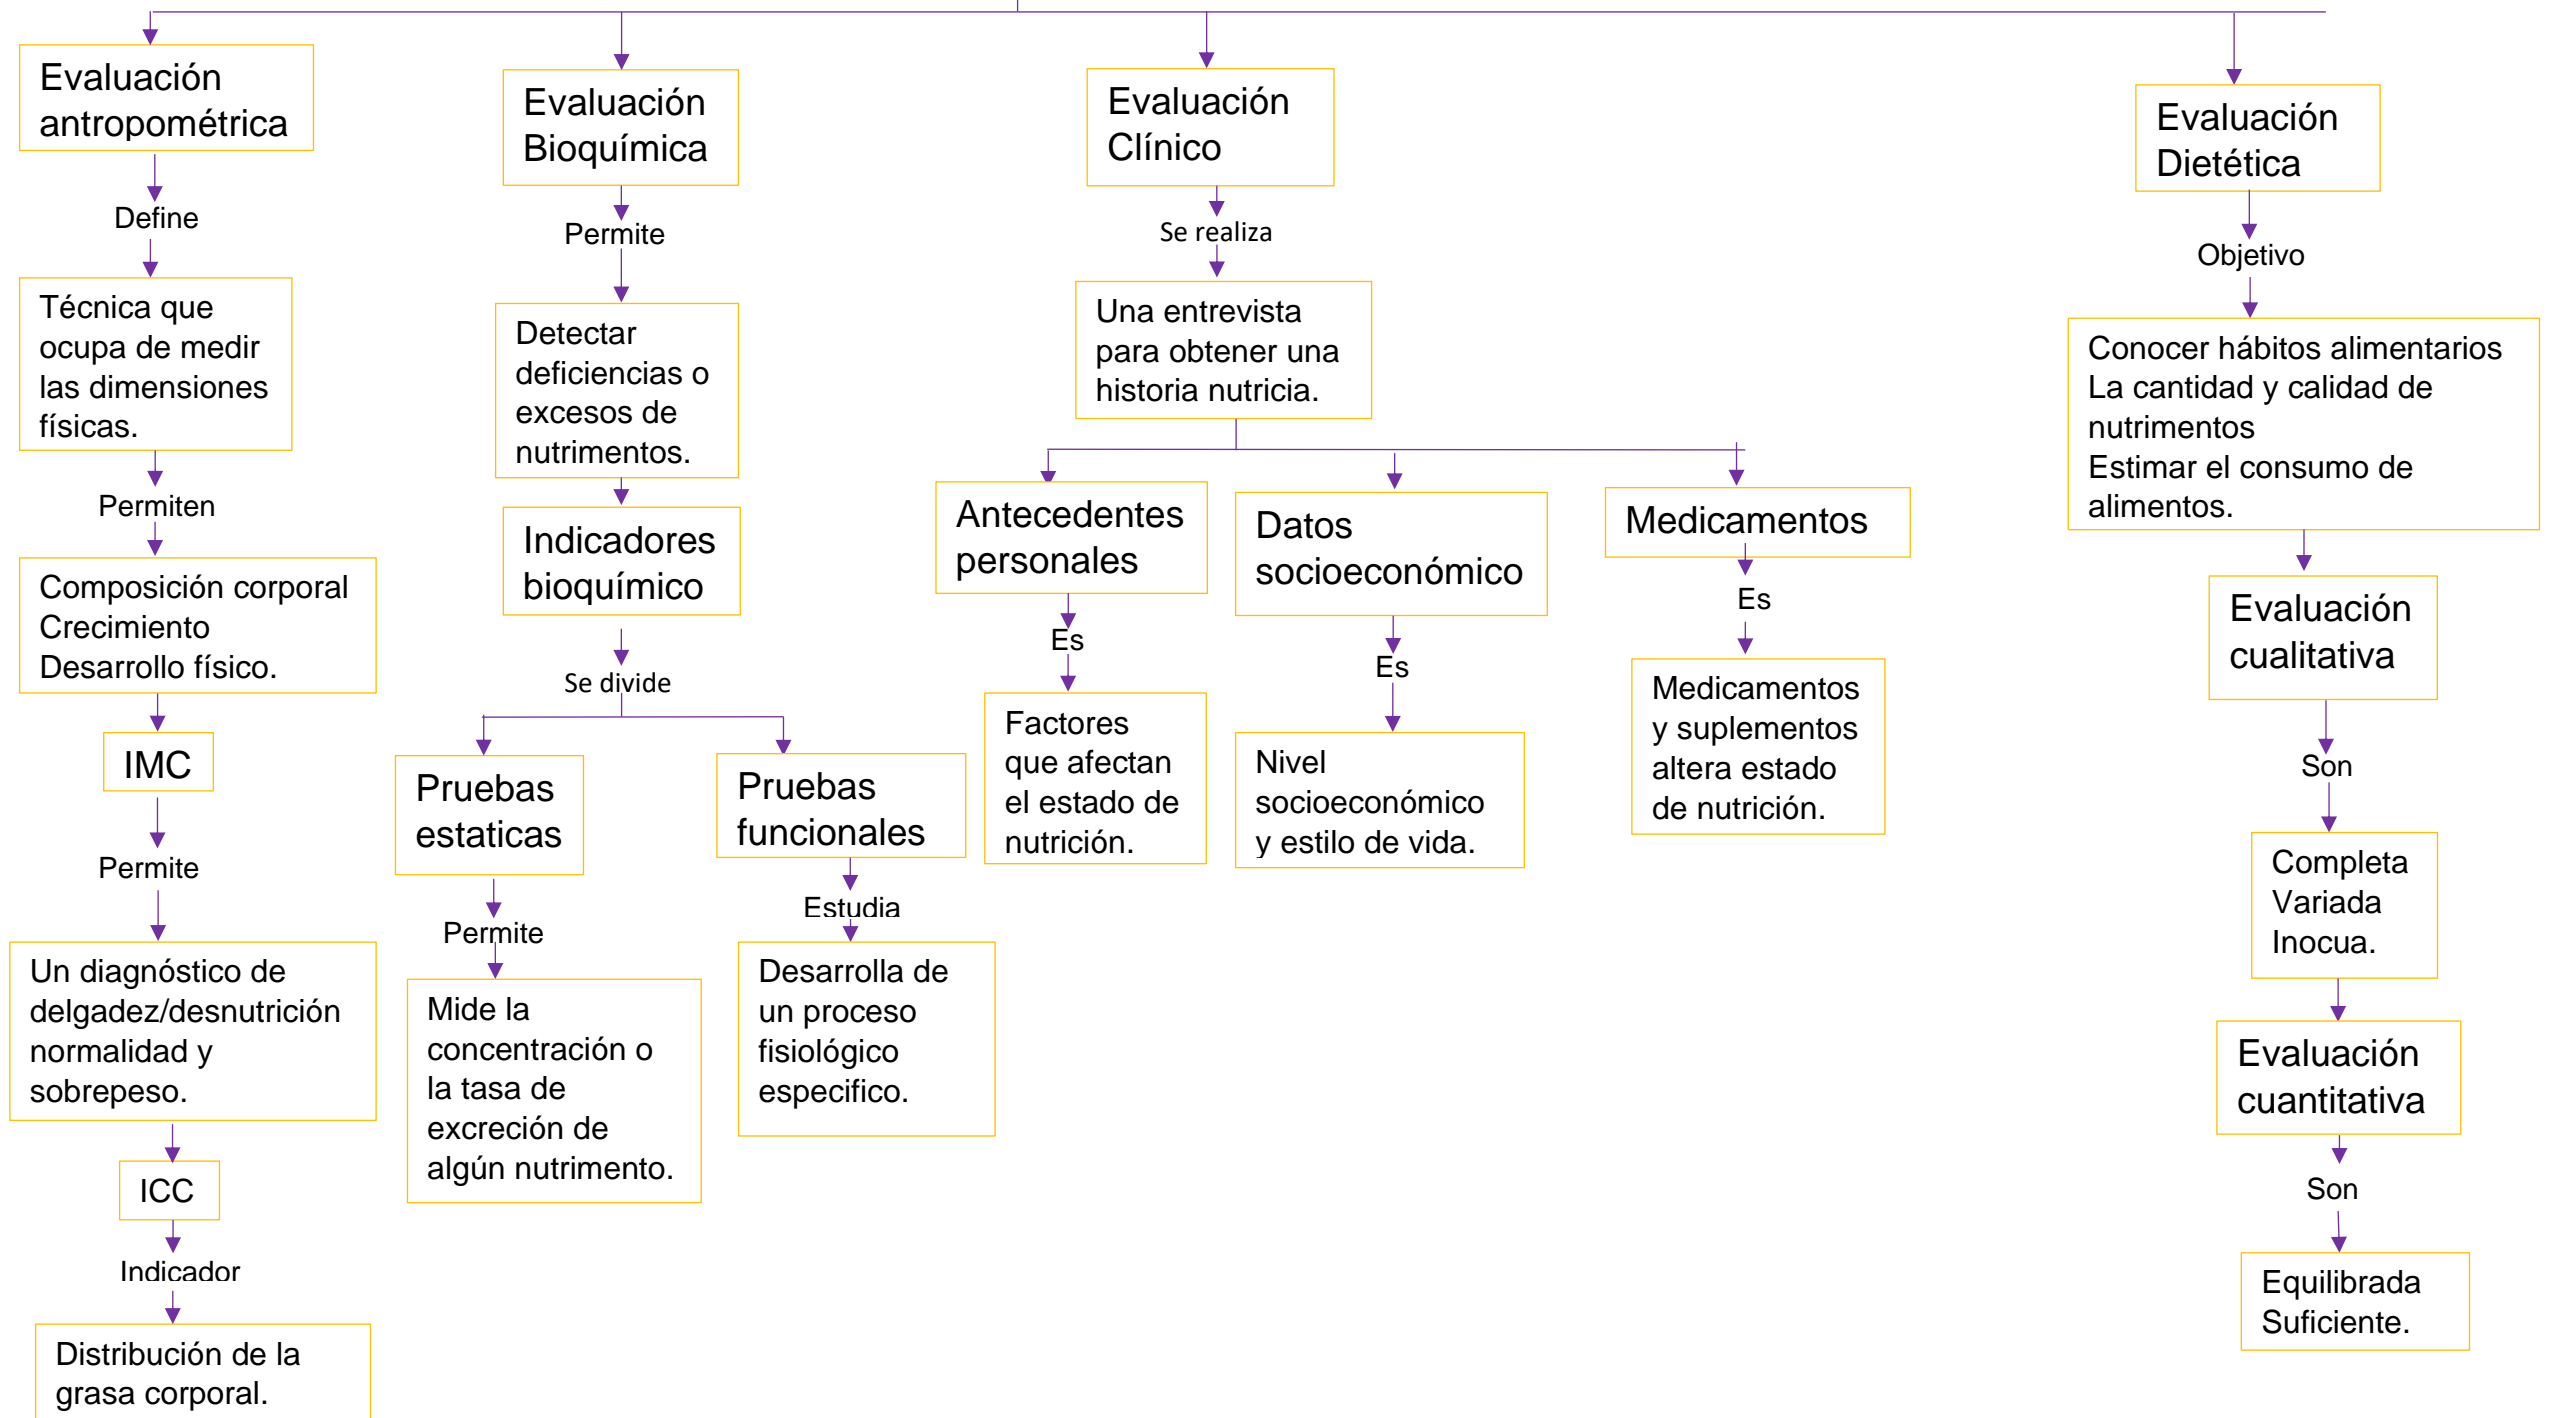 Evaluación
antropométrica
Define
Técnica que
ocupa de medir
las dimensiones
físicas.
Permiten
Composición corporal
Crecimiento
Desarrollo físico.
IMC
Permite
Un diagnóstico de
delgadez/desnutrición
normalidad y
sobrepeso.
ICC
Indicador
Distribución de la
grasa corporal.
Evaluación
Bioquímica
Permite
Detectar
deficiencias o
excesos de
nutrimentos.
Indicadores
bioquímico
Se divide
Pruebas
estaticas
Permite
Mide la
concentración o
la tasa de
excreción de
algún nutrimento.
Pruebas
funcionales
Estudia
Desarrolla de
un proceso
fisiológico
especifico.
Evaluación
Clínico
Se realiza
Una entrevista
para obtener una
historia nutricia.
Antecedentes
personales
Es
Factores
que afectan
el estado de
nutrición.
Datos
socioeconómico
Es
Nivel
socioeconómico
y estilo de vida.
Medicamentos
Es
Medicamentos
y suplementos
altera estado
de nutrición.
Evaluación
Dietética
Objetivo
Conocer hábitos alimentarios
La cantidad y calidad de
nutrimentos
Estimar el consumo de
alimentos.
Evaluación
cualitativa
Son
Completa
Variada
Inocua.
Evaluación
cuantitativa
Son
Equilibrada
Suficiente.